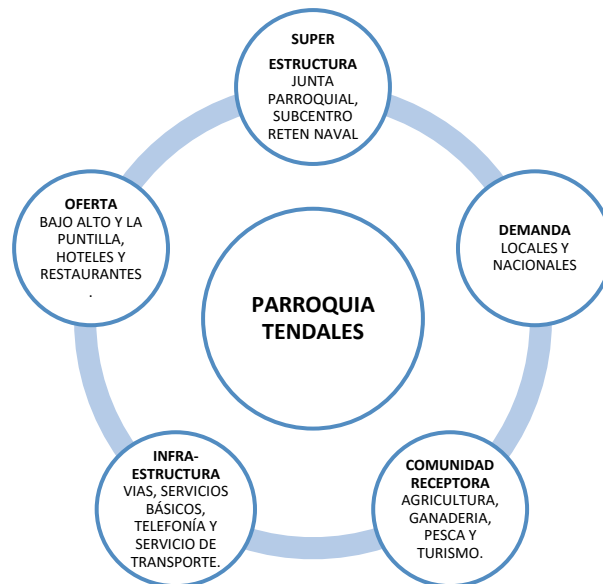 SUPER
ESTRUCTURA
JUNTA
PARROQUIAL,
SUBCENTRO
RETEN NAVAL
OFERTA
BAJO ALTO Y LA
PUNTILLA,
HOTELES Y
RESTAURANTES
.
DEMANDA
LOCALES Y
NACIONALES
PARROQUIA
TENDALES
INFRA-
ESTRUCTURA
VIAS, SERVICIOS
BÁSICOS,
TELEFONÍA Y
SERVICIO DE
TRANSPORTE.
COMUNIDAD
RECEPTORA
AGRICULTURA,
GANADERIA,
PESCA Y
TURISMO.